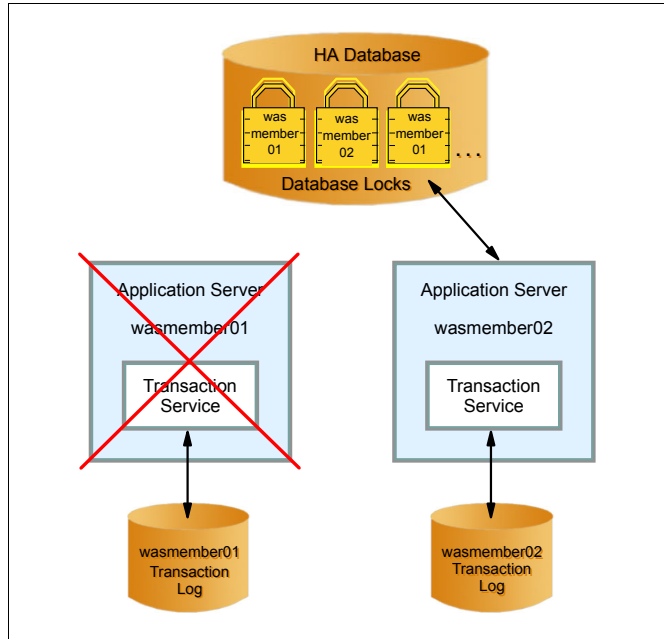 HA Database
was
member
01
was
member
02
was
member
01
...
Database Locks
Application Server
wasmember01
Transaction
Service
Application Server
wasmember02
Transaction
Service
wasmember01
Transaction
Log
wasmember02
Transaction
Log